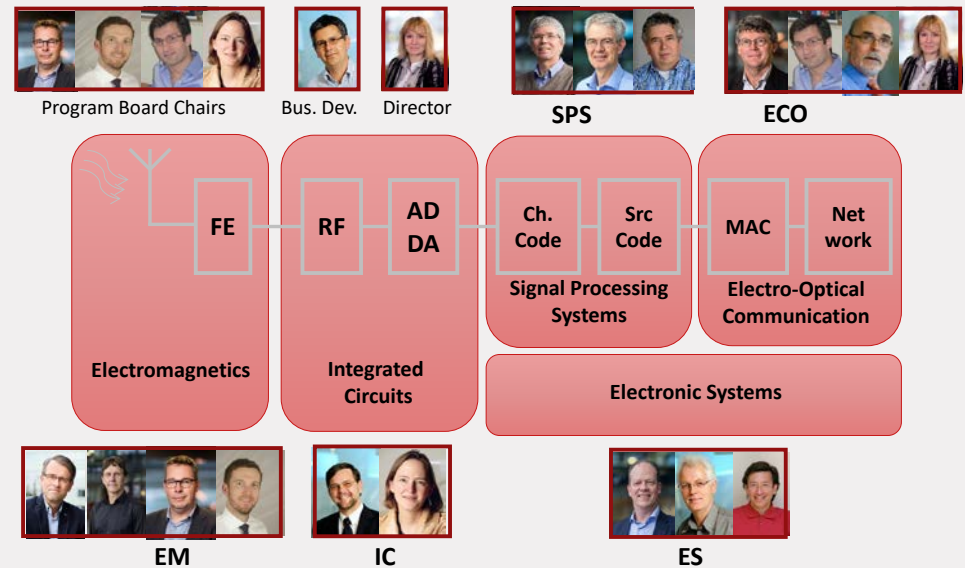 Program Board Chairs
Bus. Dev.
Director
SPS
ECO
FE
RF
AD
DA
Ch.
Code
Src
Code
MAC
Net
work
Signal Processing
Systems
Electro-Optical
Communication
Electromagnetics
Integrated
Circuits
Electronic Systems
EM
IC
ES